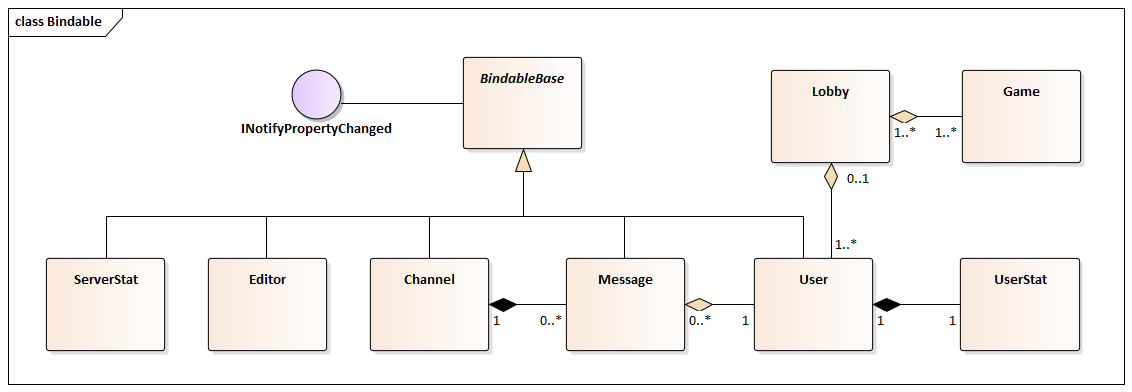 class Bindable
BindableBase
INotifyPropertyChanged
Lobby
Game
1..*
1..*
0..1
1..*
ServerStat
Editor
Channel
Message
User
UserStat
1
0..*
0..*
1
1
1